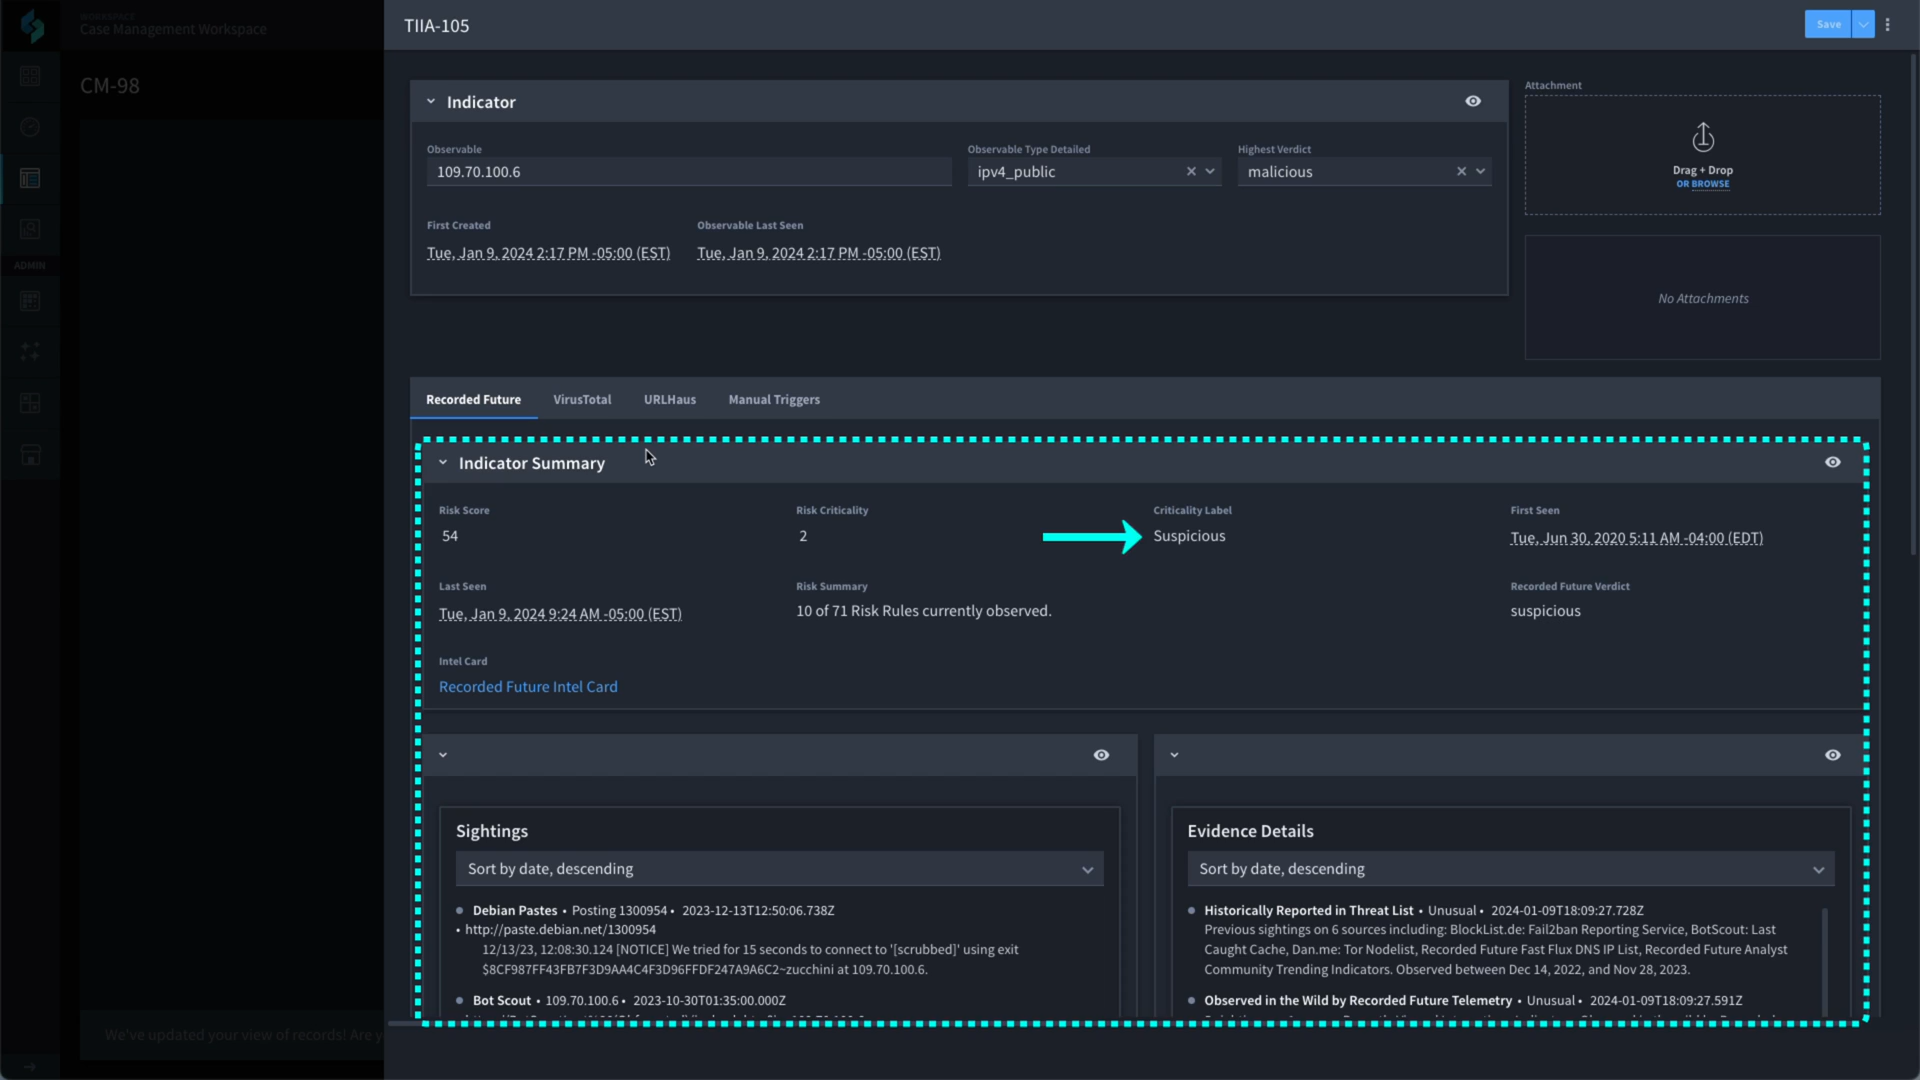 WORKSPACE
Case Management Workspace
CM-98
ADMIN
We've updated your view of records! Are y
TIIA-105
Save
Indicator
Observable
109.70.100.6
Observable Type Detailed
ipv4_public
Highest Verdict
malicious
First Created
Tue, Jan 9, 2024 2:17 PM -05:00 (EST)
Observable Last Seen
Tue, Jan 9, 2024 2:17 PM -05:00 (EST)
Attachment
Drag + Drop
OR BROWSE
No Attachments
Recorded Future
VirusTotal
URLHaus
Manual Triggers
Indicator Summary
Risk Score
54
Risk Criticality
2
Criticality Label
Suspicious
First Seen
Tue, Jun 30, 2020 5:11 AM -04:00 (EDT)
Last Seen
Tue, Jan 9, 2024 9:24 AM -05:00 (EST)
Risk Summary
10 of 71 Risk Rules currently observed.
Recorded Future Verdict
suspicious
Intel Card
Recorded Future Intel Card
Sightings
Sort by date, descending
Debian Pastes • Posting 1300954 • 2023-12-13T12:50:06.738Z
• http://paste.debian.net/1300954
12/13/23, 12:08:30.124 [NOTICE] We tried for 15 seconds to connect to '[scrubbed]' using exit
$8CF987FF43FB7F3D9AA4C4F3D96FFDF247A9A6C2~zucchini at 109.70.100.6.
Bot Scout • 109.70.100.6 • 2023-10-30T01:35:00.000Z
Evidence Details
Sort by date, descending
Historically Reported in Threat List • Unusual • 2024-01-09T18:09:27.728Z
Previous sightings on 6 sources including: BlockList.de: Fail2ban Reporting Service, BotScout: Last
Caught Cache, Dan.me: Tor Nodelist, Recorded Future Fast Flux DNS IP List, Recorded Future Analyst
Community Trending Indicators. Observed between Dec 14, 2022, and Nov 28, 2023.
Observed in the Wild by Recorded Future Telemetry • Unusual • 2024-01-09T18:09:27.591Z